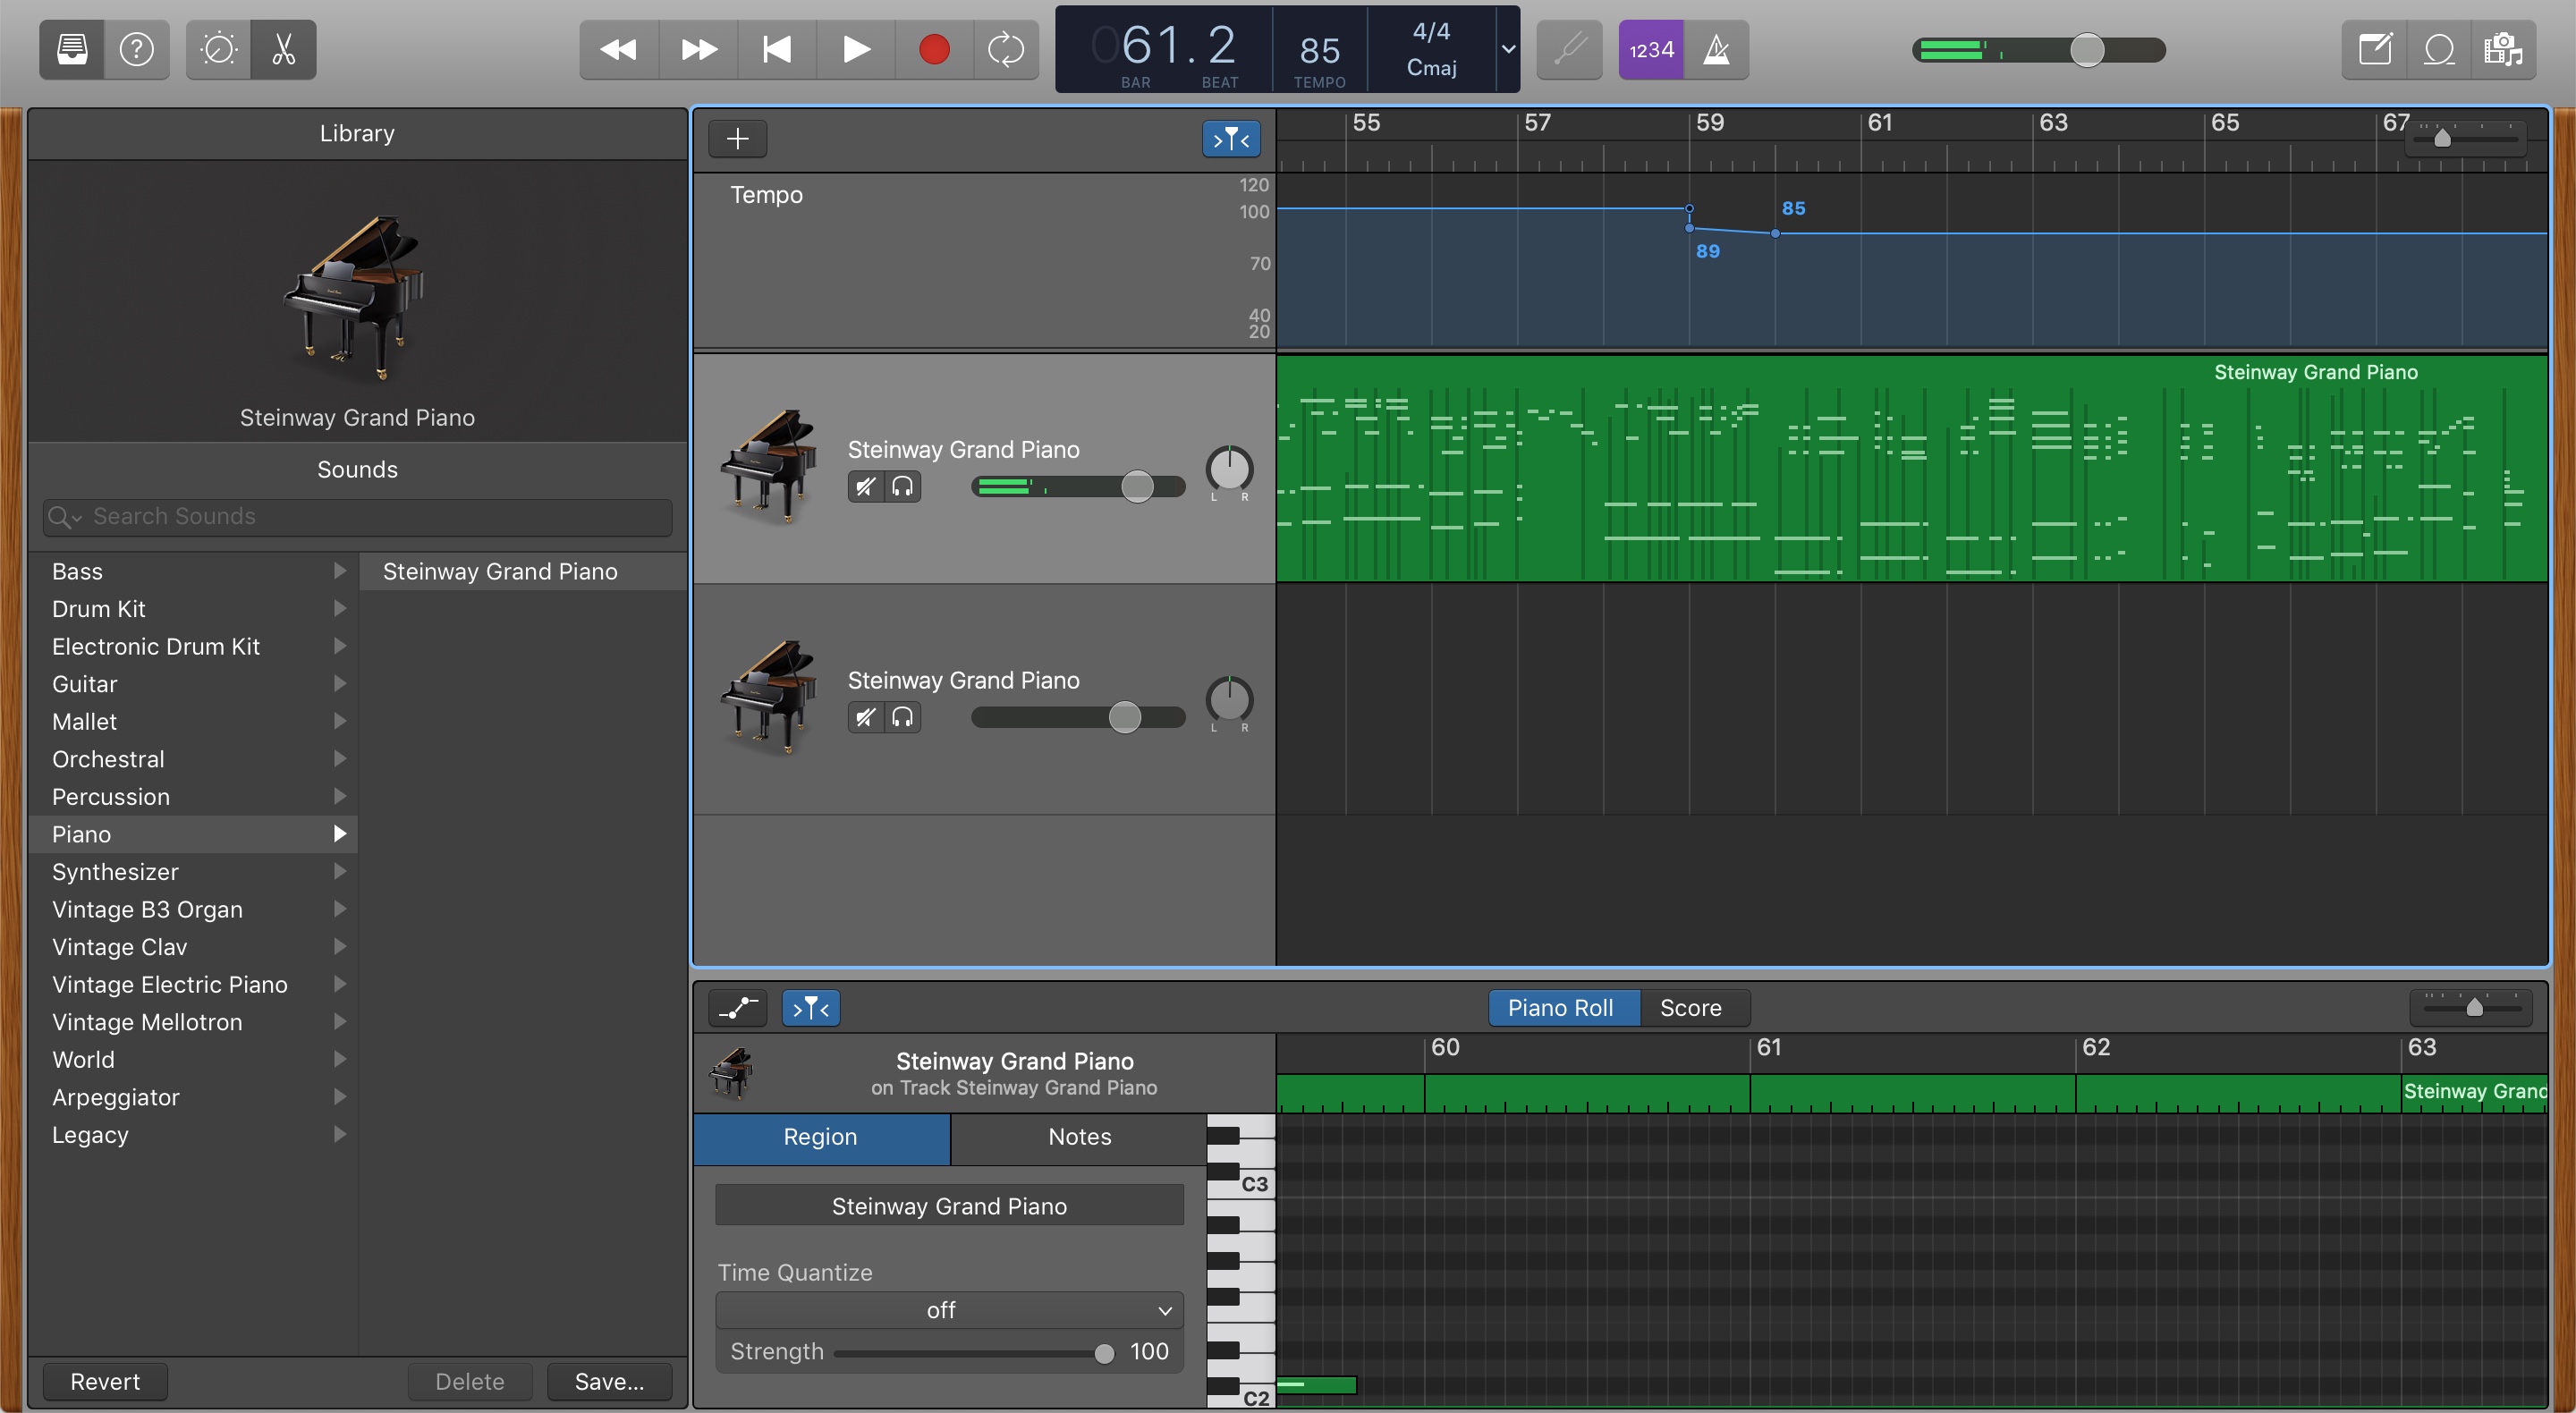 061.2
BAR BEAT
85
TEMPO
4/4
Cmaj
1234
Library
Steinway Grand Piano
Sounds
Search Sounds
Bass
Drum Kit
Electronic Drum Kit
Guitar
Mallet
Orchestral
Percussion
Piano
Synthesizer
Vintage B3 Organ
Vintage Clav
Vintage Electric Piano
Vintage Mellotron
World
Arpeggiator
Legacy
Steinway Grand Piano
Revert
Delete
Save...
55 57 59 61 63 65 67
Tempo
120
100
70
40
20
85
89
Steinway Grand Piano
L R
Steinway Grand Piano
Steinway Grand Piano
L R
Piano Roll
Score
Steinway Grand Piano
on Track Steinway Grand Piano
60 61 62 63
Steinway Grand
Region
Notes
Steinway Grand Piano
Time Quantize
off
Strength 100
C3
C2